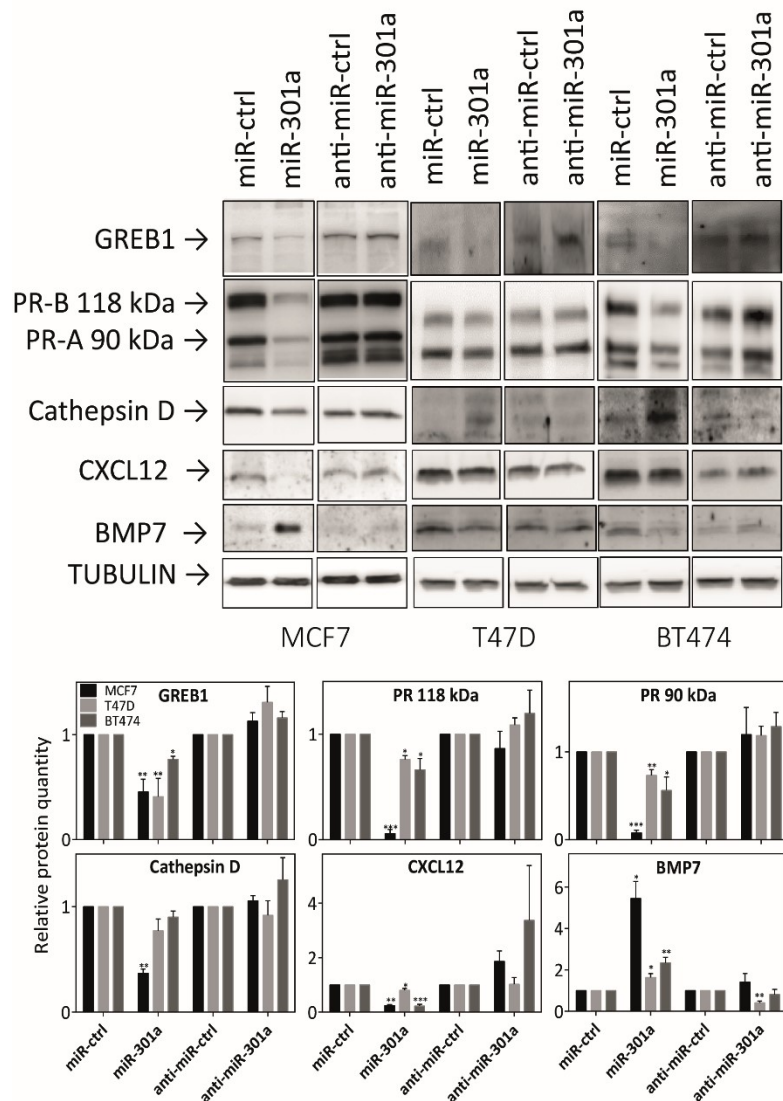 miR-ctrl miR-301a anti-miR-ctrl anti-miR-301a miR-ctrl miR-301a anti-miR-ctrl anti-miR-301a miR-ctrl miR-301a anti-miR-ctrl anti-miR-301a
GREB1 →
PR-B 118 kDa →
PR-A 90 kDa →
Cathepsin D →
CXCL12 →
BMP7 →
TUBULIN →
MCF7 T47D BT474
Relative protein quantity
GREB1
MCF7
T47D
BT474
1
0
** ** *
PR 118 kDa
1
0
*** * *
PR 90 kDa
1
0
*** ** *
Cathepsin D
1
0
**
CXCL12
4
2
0
** * ***
BMP7
6
4
2
0
* * ** **
miR-ctrl miR-301a anti-miR-ctrl anti-miR-301a miR-ctrl miR-301a anti-miR-ctrl anti-miR-301a miR-ctrl miR-301a anti-miR-ctrl anti-miR-301a